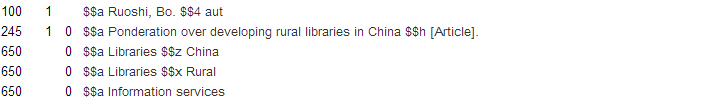 100 1 $$a Ruoshi, Bo. $$4 aut
245 1 0 $$a Ponderation over developing rural libraries in China $$h [Article].
650 0 $$a Libraries $$z China
650 0 $$a Libraries $$x Rural
650 0 $$a Information services